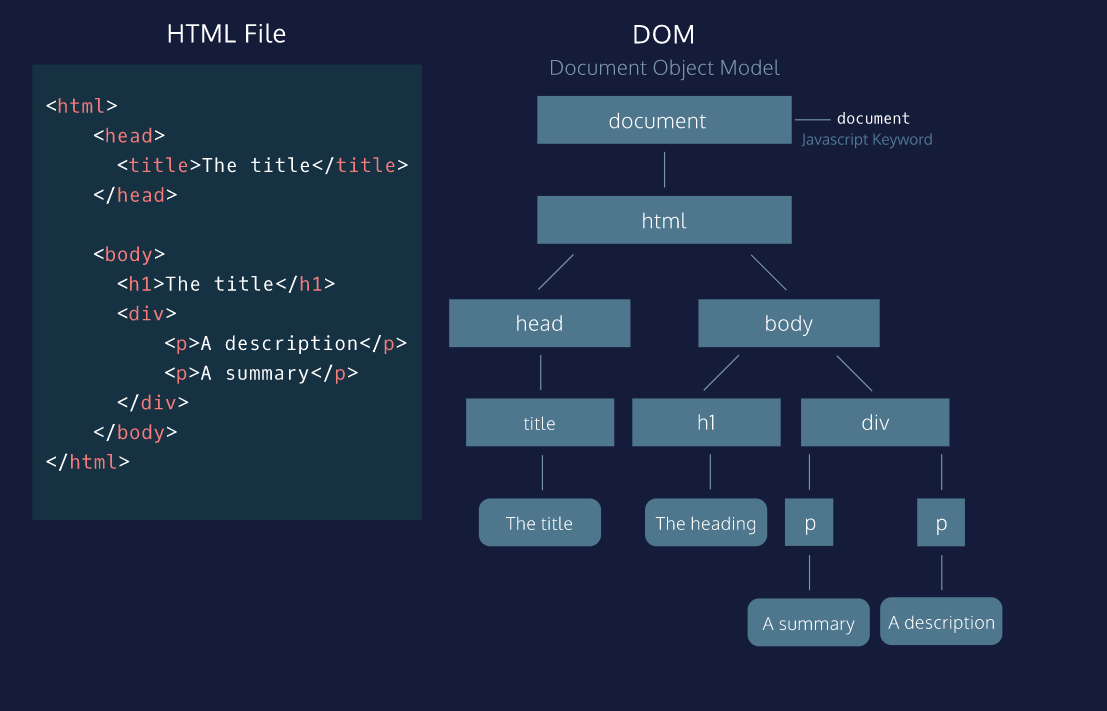 HTML File
<html>
<head>
<title>The title</title>
</head>
<body>
<h1>The title</h1>
<div>
<p>A description</p>
<p>A summary</p>
</div>
</body>
</html>
DOM
Document Object Model
document
document
Javascript Keyword
html
head
body
title
h1
div
The title
The heading
p
p
A summary
A description